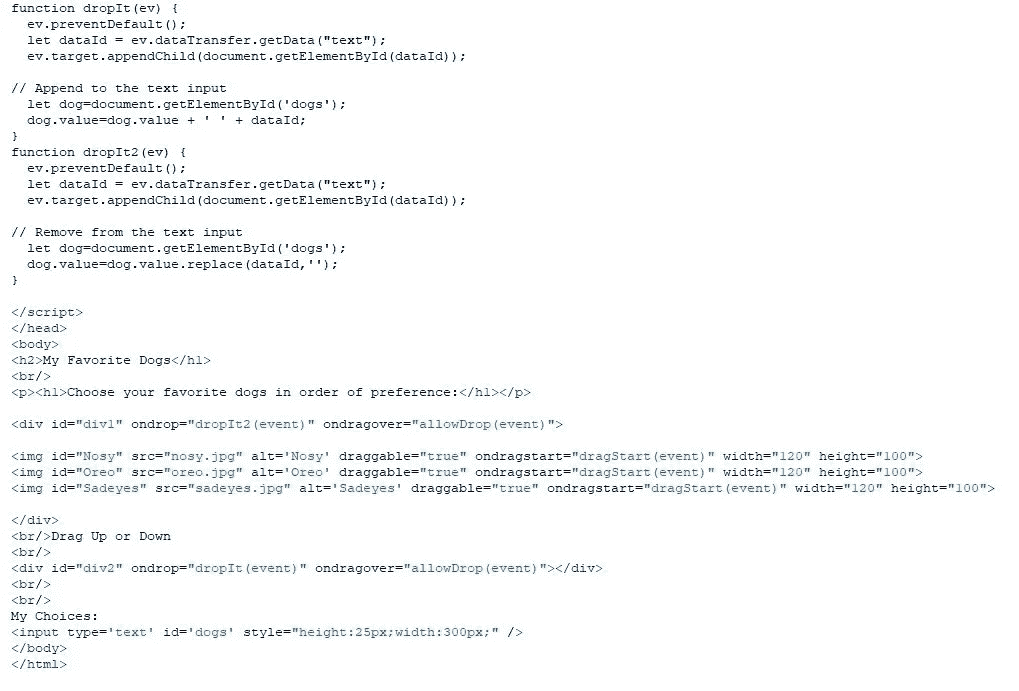 function dropIt(ev) {
  ev.preventDefault();
  let dataId = ev.dataTransfer.getData("text");
  ev.target.appendChild(document.getElementById(dataId));

// Append to the text input
  let dog=document.getElementById('dogs');
  dog.value=dog.value + ' ' + dataId;
}
function dropIt2(ev) {
  ev.preventDefault();
  let dataId = ev.dataTransfer.getData("text");
  ev.target.appendChild(document.getElementById(dataId));

// Remove from the text input
  let dog=document.getElementById('dogs');
  dog.value=dog.value.replace(dataId,'');
}

</script>
</head>
<body>
<h2>My Favorite Dogs</h1>
<br/>
<p><h1>Choose your favorite dogs in order of preference:</h1></p>

<div id="div1" ondrop="dropIt2(event)" ondragover="allowDrop(event)">

<img id="Nosy" src="nosy.jpg" alt='Nosy' draggable="true" ondragstart="dragStart(event)" width="120" height="100">
<img id="Oreo" src="oreo.jpg" alt='Oreo' draggable="true" ondragstart="dragStart(event)" width="120" height="100">
<img id="Sadeyes" src="sadeyes.jpg" alt='Sadeyes' draggable="true" ondragstart="dragStart(event)" width="120" height="100">

</div>
<br/>Drag Up or Down
<br/>
<div id="div2" ondrop="dropIt(event)" ondragover="allowDrop(event)"></div>
<br/>
<br/>
My Choices:
<input type='text' id='dogs' style="height:25px;width:300px;" />
</body>
</html>